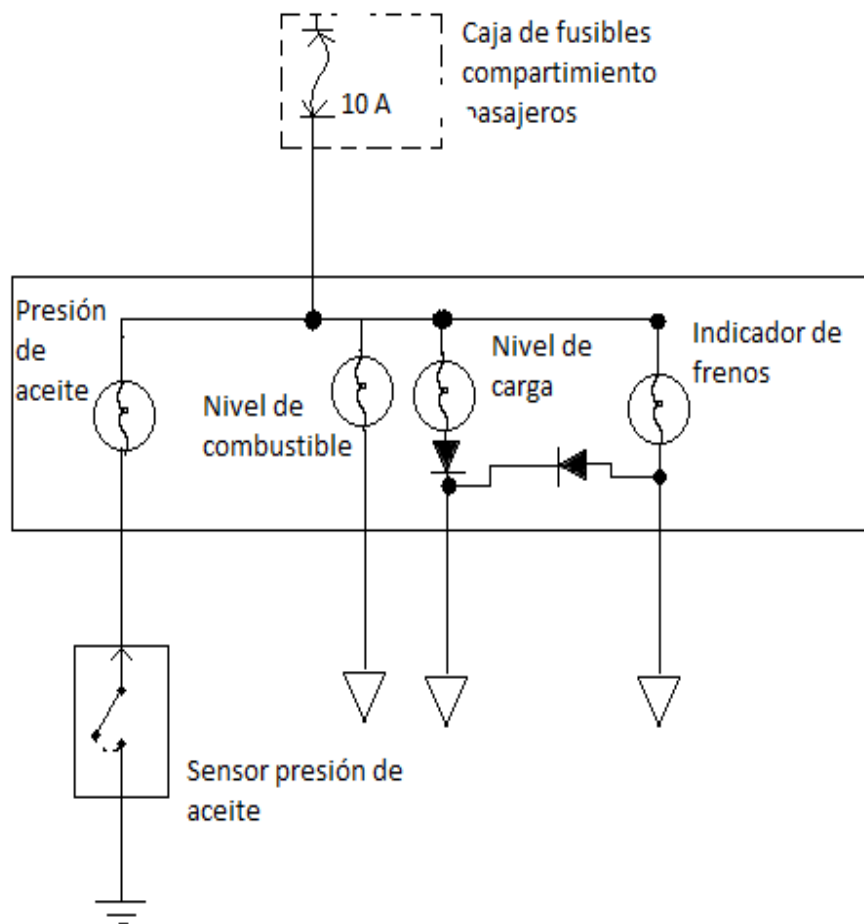 Caja de fusibles
compartimiento
pasajeros
10 A
Presión
de
aceite
Nivel de
combustible
Nivel de
carga
Indicador de
frenos
Sensor presión de
aceite